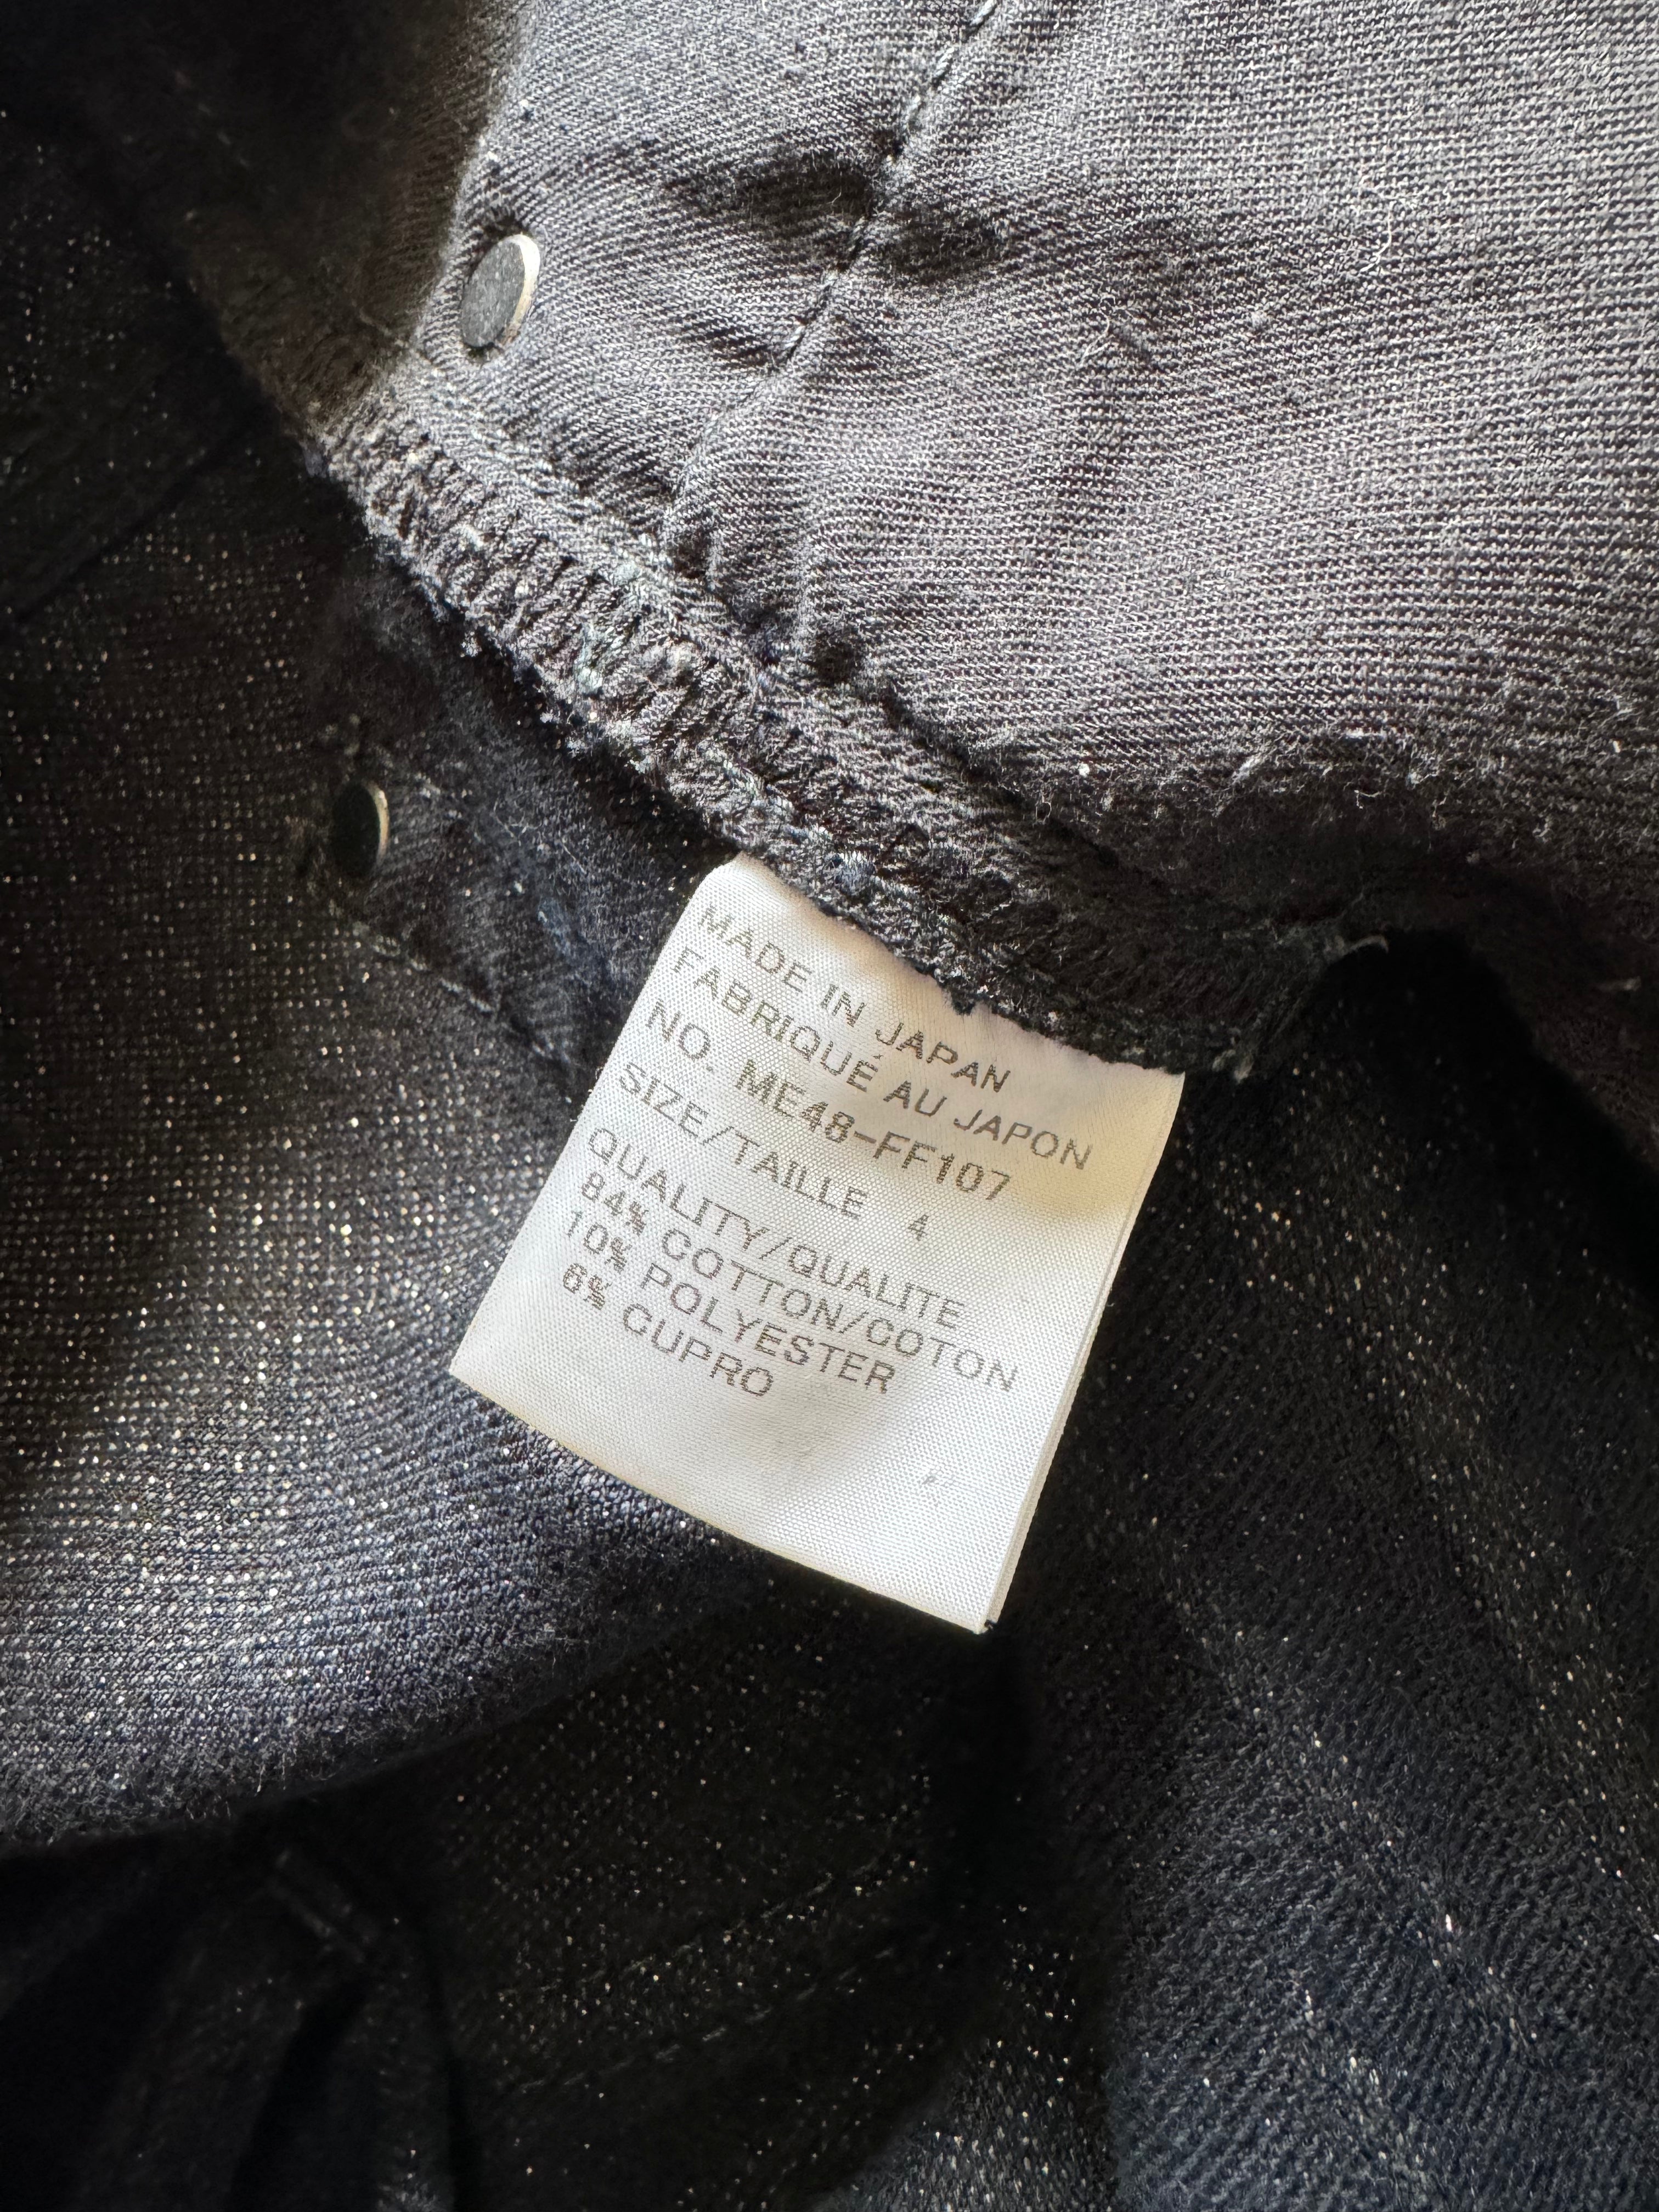 MADE IN JAPAN
FABRIQUÉ AU JAPON
NO. ME48-FF107
SIZE/TAILLE 4
QUALITY/QUALITE
84% COTTON/COTON
10% POLYESTER
6% CUPRO